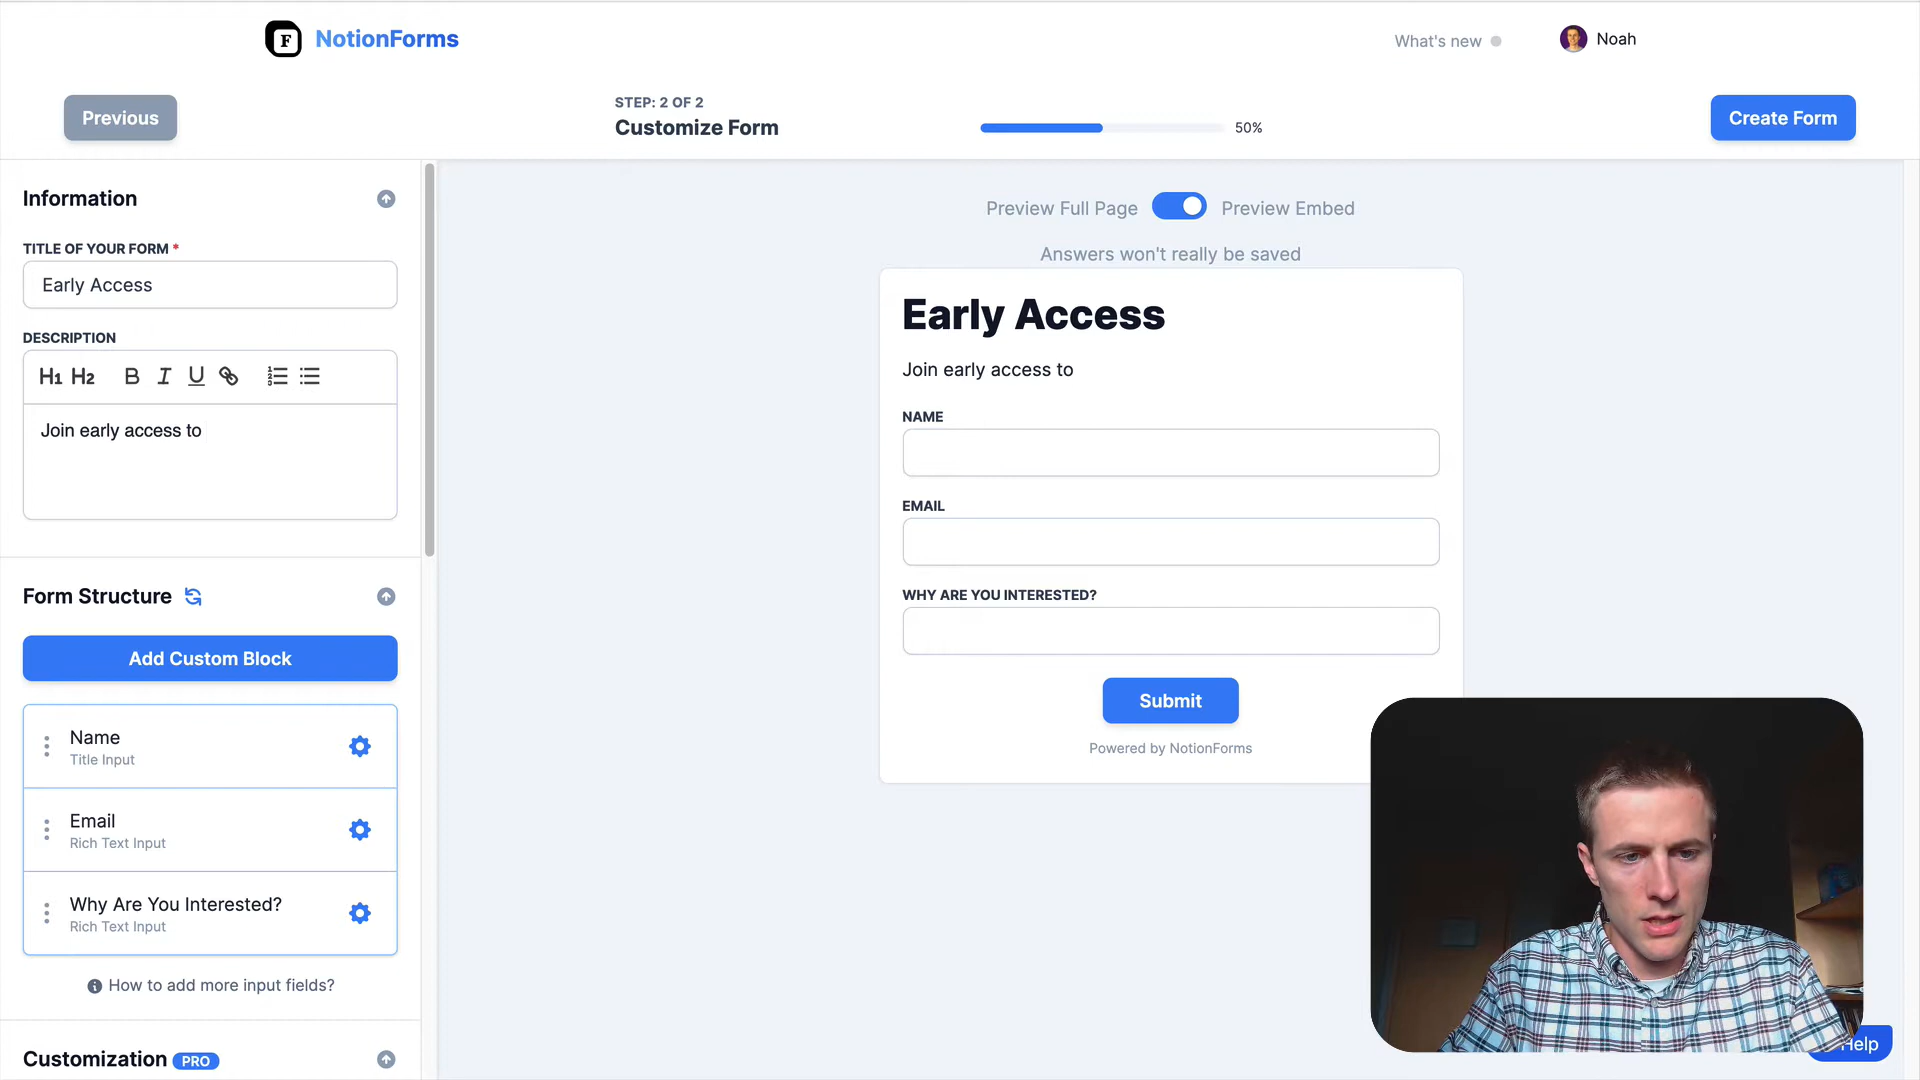 F NotionForms
What's new
Noah
Previous
STEP: 2 OF 2
Customize Form
50%
Create Form
Information
TITLE OF YOUR FORM *
Early Access
DESCRIPTION
H1 H2 B I U
Join early access to
Form Structure
Add Custom Block
Name
Title Input
Email
Rich Text Input
Why Are You Interested?
Rich Text Input
How to add more input fields?
Customization PRO
Preview Full Page Preview Embed
Answers won't really be saved
Early Access
Join early access to
NAME
EMAIL
WHY ARE YOU INTERESTED?
Submit
Powered by NotionForms
Help